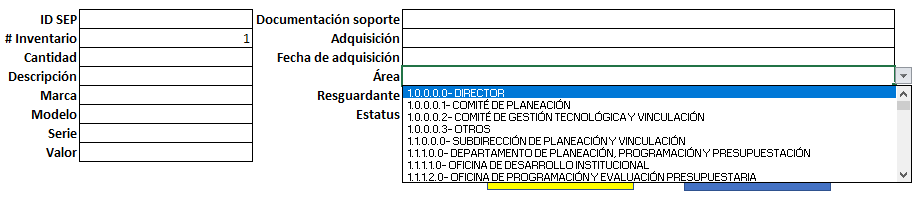 ID SEP
# Inventario 1
Cantidad
Descripción
Marca
Modelo
Serie
Valor
Documentación soporte
Adquisición
Fecha de adquisición
Área
Resguardante
Estatus
1.0.0.0.0- DIRECTOR
1.0.0.0.1- COMITÉ DE PLANEACIÓN
1.0.0.0.2- COMITÉ DE GESTIÓN TECNOLÓGICA Y VINCULACIÓN
1.0.0.0.3- OTROS
1.1.0.0.0- SUBDIRECCIÓN DE PLANEACIÓN Y VINCULACIÓN
1.1.1.0.0- DEPARTAMENTO DE PLANEACIÓN, PROGRAMACIÓN Y PRESUPUESTACIÓN
1.1.1.1.0- OFICINA DE DESARROLLO INSTITUCIONAL
1.1.1.2.0- OFICINA DE PROGRAMACIÓN Y EVALUACIÓN PRESUPUESTARIA